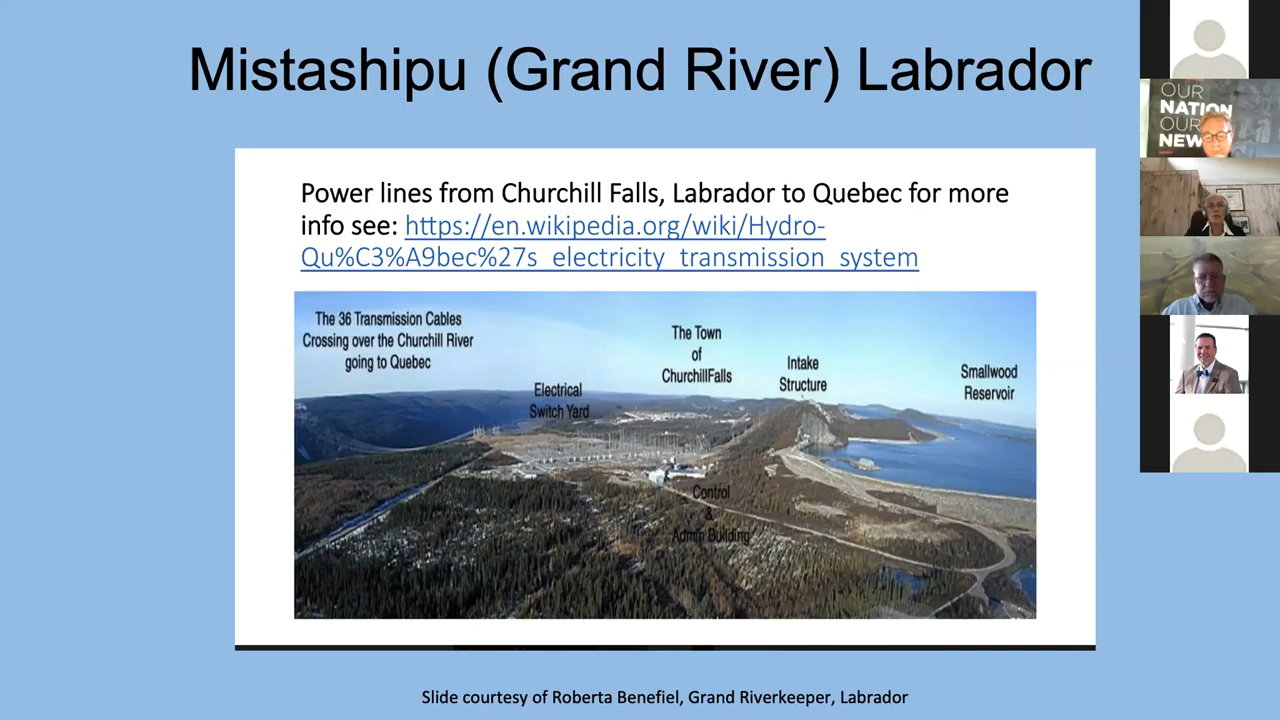 Mistashipu (Grand River) Labrador
Power lines from Churchill Falls, Labrador to Quebec for more
info see: https://en.wikipedia.org/wiki/Hydro-
Qu%C3%A9bec%27s_electricity_transmission_system
The 36 Transmission Cables
Crossing over the Churchill River
going to Quebec
Electrical
Switch Yard
The Town
of
ChurchillFalls
Intake
Structure
Smallwood
Reservoir
Control
&
Admin Building
Slide courtesy of Roberta Benefiel, Grand Riverkeeper, Labrador
OUR
NATION
OUR
NEW